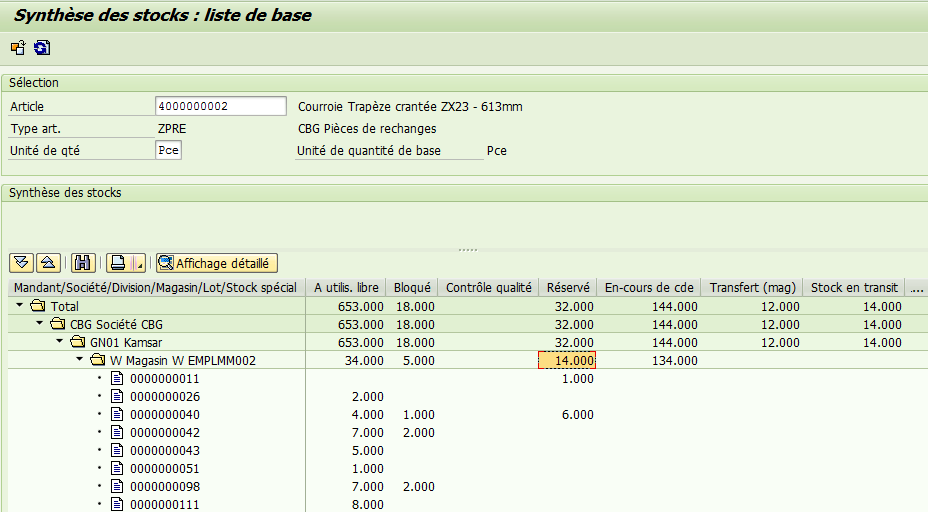 Synthèse des stocks : liste de base
Sélection
Article 4000000002 Courroie Trapèze crantée ZX23 - 613mm
Type art. ZPRE CBG Pièces de rechanges
Unité de qté Pce Unité de quantité de base Pce
Synthèse des stocks
Affichage détaillé
Mandant/Société/Division/Magasin/Lot/Stock spécial A utilis. libre Bloqué Contrôle qualité Réservé En-cours de cde Transfert (mag) Stock en transit ....
Total 653.000 18.000 32.000 144.000 12.000 14.000
CBG Société CBG 653.000 18.000 32.000 144.000 12.000 14.000
GN01 Kamsar 653.000 18.000 32.000 144.000 12.000 14.000
W Magasin W EMPLMM002 34.000 5.000 14.000 134.000
0000000011 1.000
0000000026 2.000
0000000040 4.000 1.000 6.000
0000000042 7.000 2.000
0000000043 5.000
0000000051 1.000
0000000098 7.000 2.000
0000000111 8.000